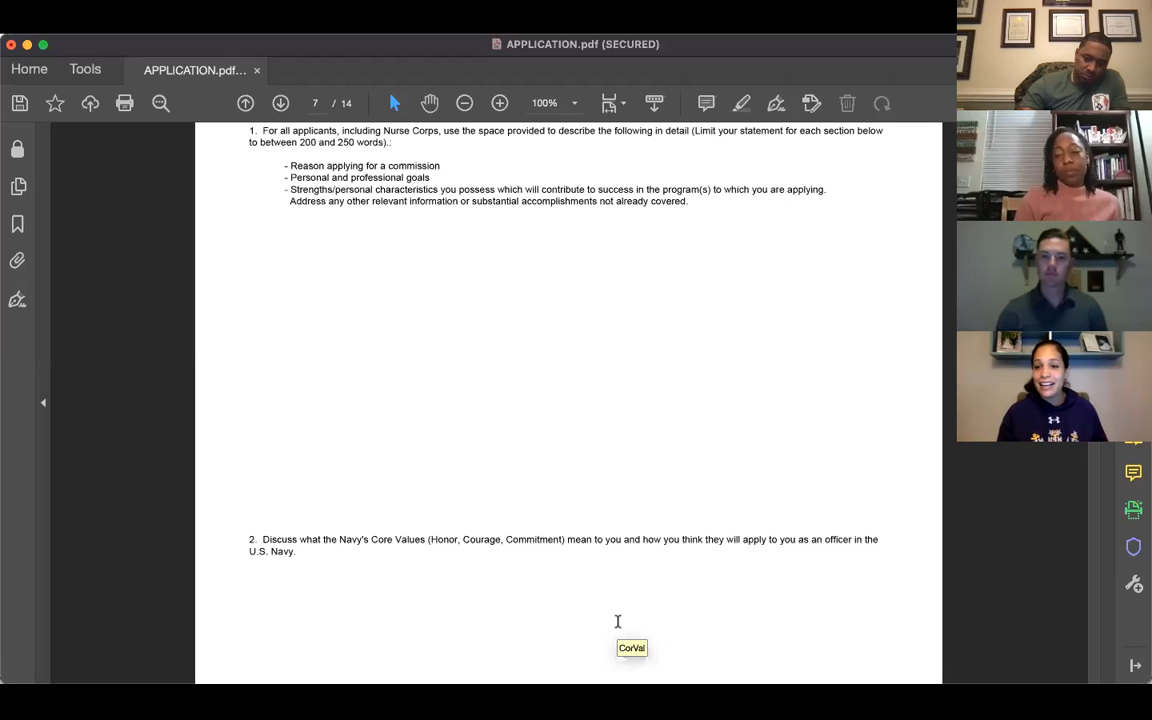 APPLICATION.pdf (SECURED)
Home Tools APPLICATION.pdf... ×
7 / 14 100%
1. For all applicants, including Nurse Corps, use the space provided to describe the following in detail (Limit your statement for each section below
to between 200 and 250 words).:
- Reason applying for a commission
- Personal and professional goals
- Strengths/personal characteristics you possess which will contribute to success in the program(s) to which you are applying.
Address any other relevant information or substantial accomplishments not already covered.
2. Discuss what the Navy's Core Values (Honor, Courage, Commitment) mean to you and how you think they will apply to you as an officer in the
U.S. Navy.
CorVal